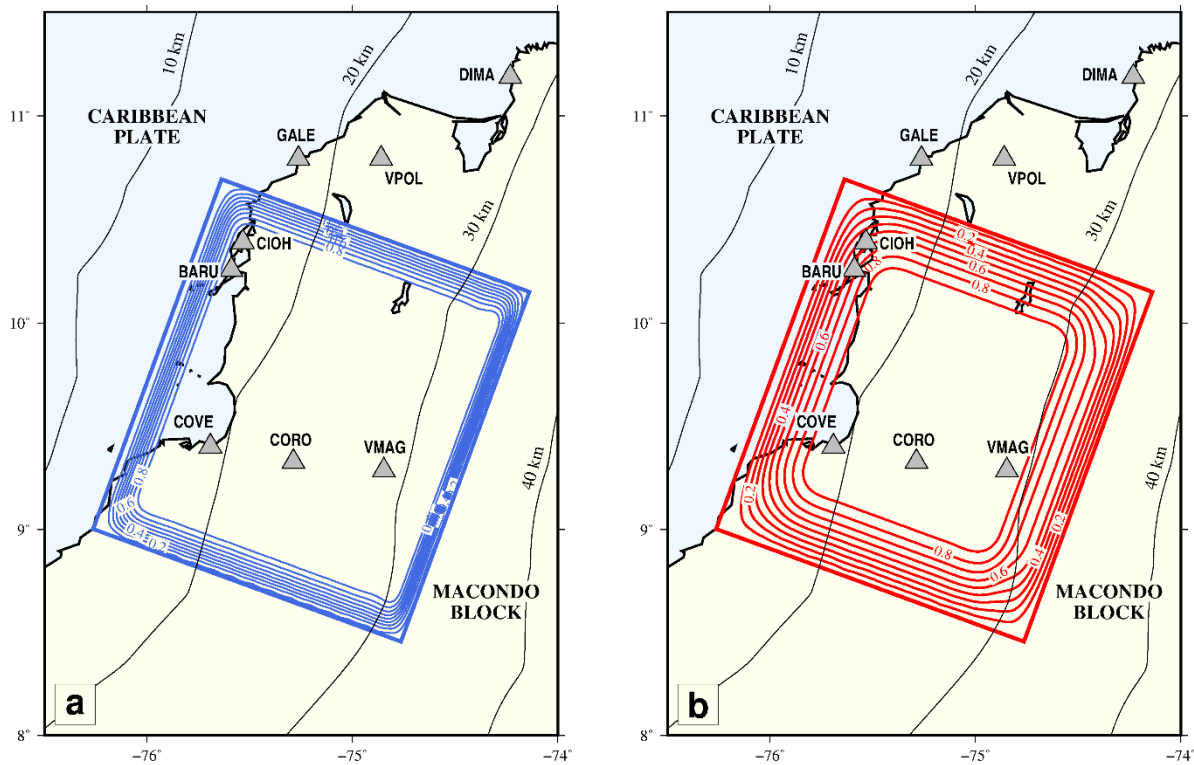 10 km
20 km
DIMA
11°
CARIBBEAN
PLATE
GALE
VPOL
30 km
CIOH
0.8
BARU
10°
COVE
CORO
VMAG
40 km
0.8
0.6
0.4
0.2
9°
MACONDO
BLOCK
a
8°
−76°
−75°
−74°
10 km
20 km
DIMA
CARIBBEAN
PLATE
GALE
VPOL
30 km
0.2
0.4
0.6
0.8
CIOH
BARU
0.8
0.6
0.4
COVE
CORO
VMAG
40 km
0.2
0.2
0.8
0.6
0.4
MACONDO
BLOCK
b
−76°
−75°
−74°